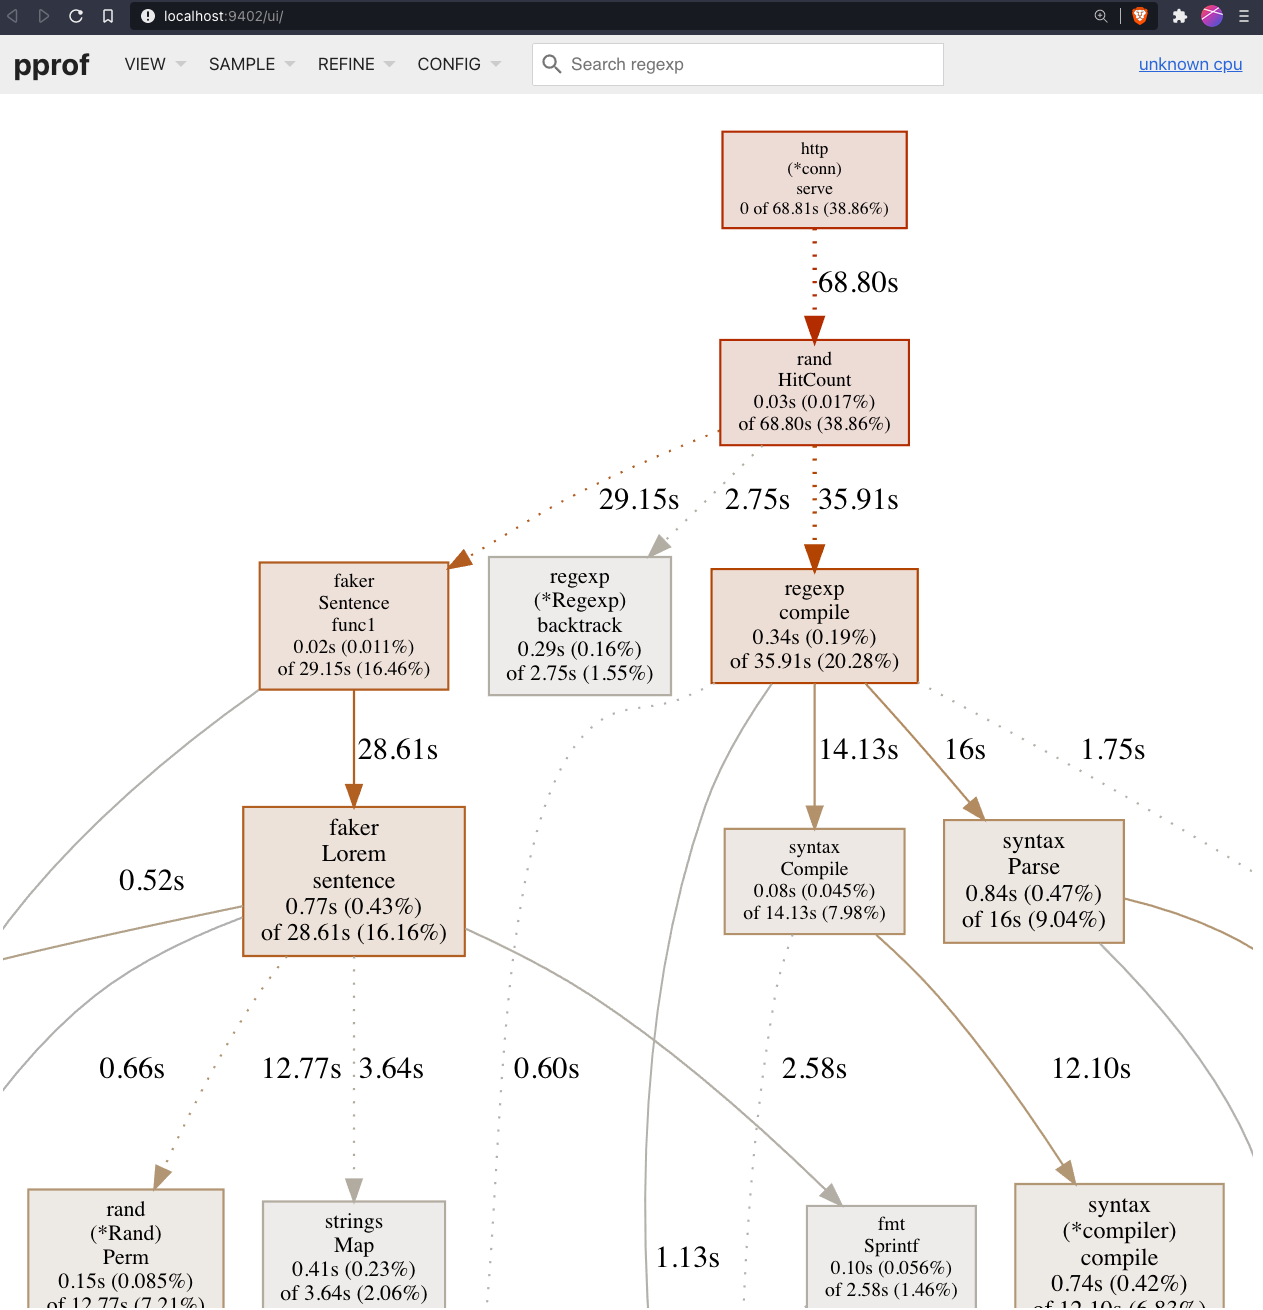 localhost:9402/ui/
pprof VIEW SAMPLE REFINE CONFIG Search regexp unknown cpu
http
(*conn)
serve
0 of 68.81s (38.86%)
68.80s
rand
HitCount
0.03s (0.017%)
of 68.80s (38.86%)
29.15s 2.75s 35.91s
faker
Sentence
func1
0.02s (0.011%)
of 29.15s (16.46%)
regexp
(*Regexp)
backtrack
0.29s (0.16%)
of 2.75s (1.55%)
regexp
compile
0.34s (0.19%)
of 35.91s (20.28%)
28.61s 14.13s 16s 1.75s
faker
Lorem
sentence
0.77s (0.43%)
of 28.61s (16.16%)
syntax
Compile
0.08s (0.045%)
of 14.13s (7.98%)
syntax
Parse
0.84s (0.47%)
of 16s (9.04%)
0.52s
0.66s 12.77s 3.64s 0.60s 2.58s 12.10s
rand
(*Rand)
Perm
0.15s (0.085%)
of 12.77s (7.21%)
strings
Map
0.41s (0.23%)
of 3.64s (2.06%)
1.13s
fmt
Sprintf
0.10s (0.056%)
of 2.58s (1.46%)
syntax
(*compiler)
compile
0.74s (0.42%)
of 12.10s (6.83%)